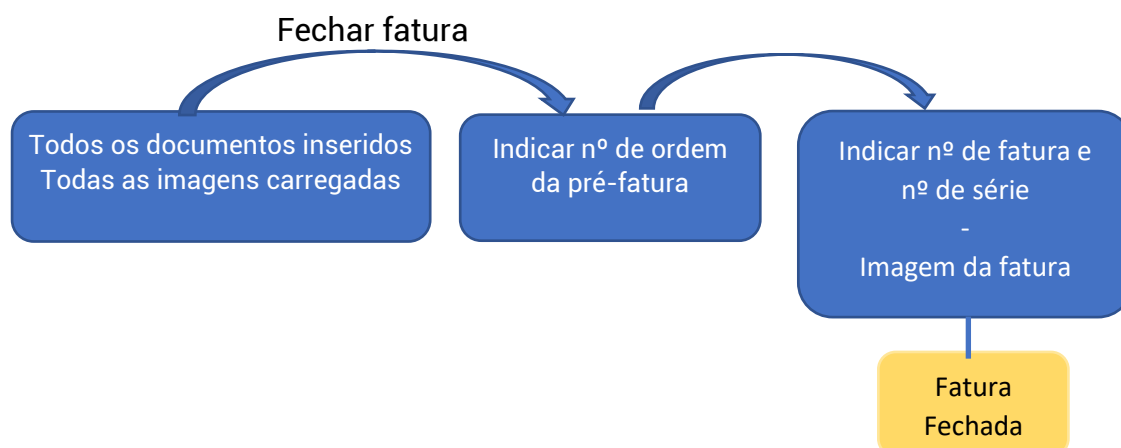 Fechar fatura
Todos os documentos inseridos
Todas as imagens carregadas
Indicar nº de ordem
da pré-fatura
Indicar nº de fatura e
nº de série
-
Imagem da fatura
Fatura
Fechada